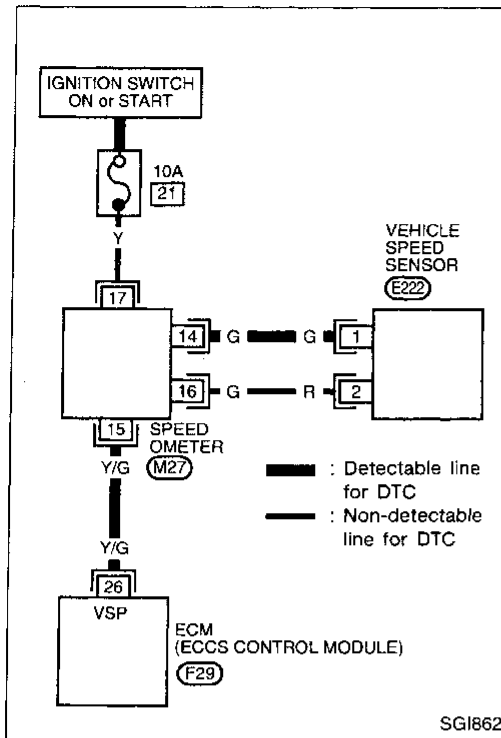 IGNITION SWITCH
ON or START
10A
21
Y
17
VEHICLE
SPEED
SENSOR
E222
14 G G 1
16 G R 2
15 SPEED
OMETER
M27
Y/G
: Detectable line
for DTC
: Non-detectable
line for DTC
Y/G
26
VSP
ECM
(ECCS CONTROL MODULE)
F29
SGI862